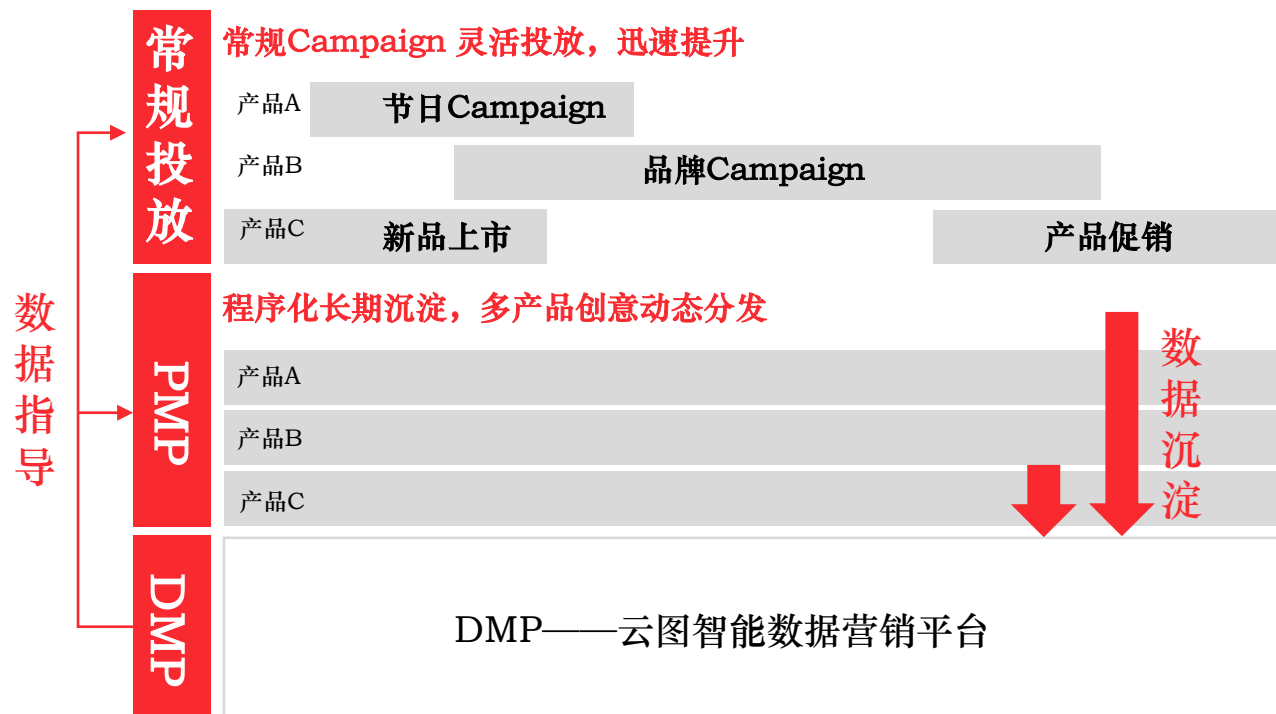 常规投放
常规Campaign 灵活投放，迅速提升
产品A
节日Campaign
产品B
品牌Campaign
产品C
新品上市
产品促销
数据指导
PMP
程序化长期沉淀，多产品创意动态分发
产品A
产品B
产品C
数据沉淀
DMP
DMP——云图智能数据营销平台